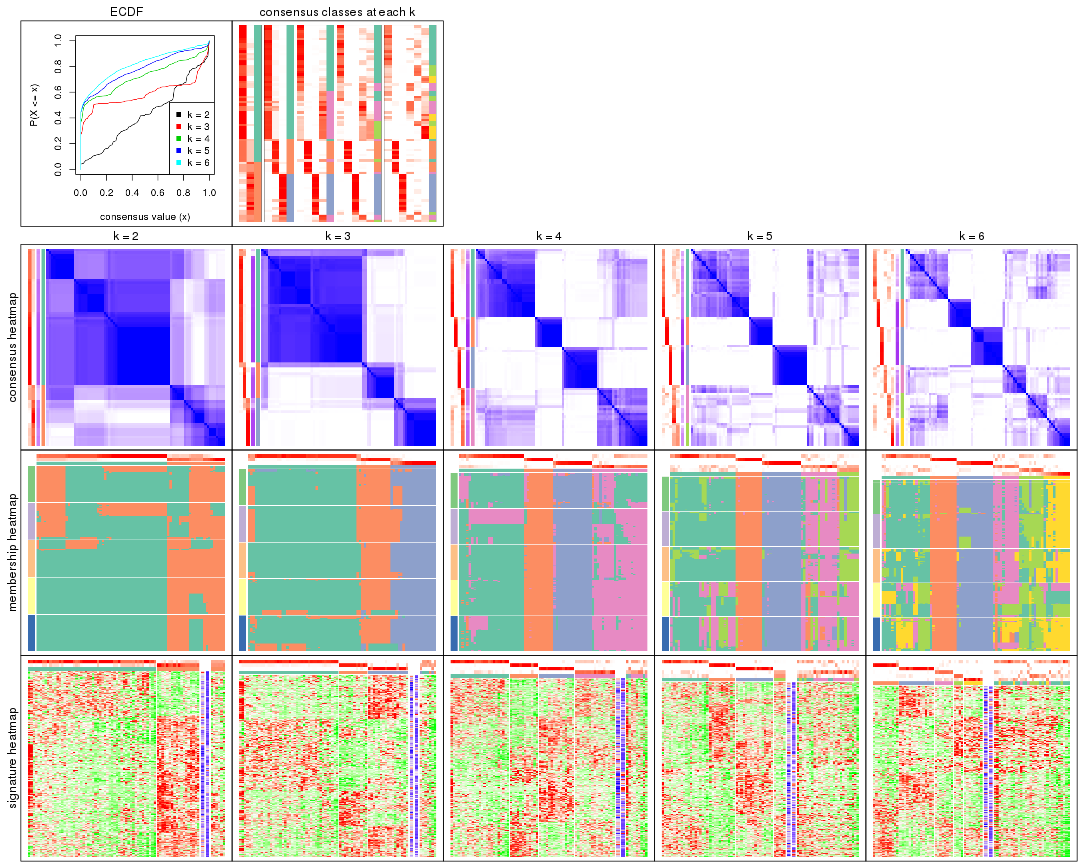 ECDF
consensus classes at each k
P(X <= x)
1.0
0.8
0.6
0.4
0.2
0.0
k = 2
k = 3
k = 4
k = 5
k = 6
0.0 0.2 0.4 0.6 0.8 1.0
consensus value (x)
k = 2 k = 3 k = 4 k = 5 k = 6
consensus heatmap
membership heatmap
signature heatmap